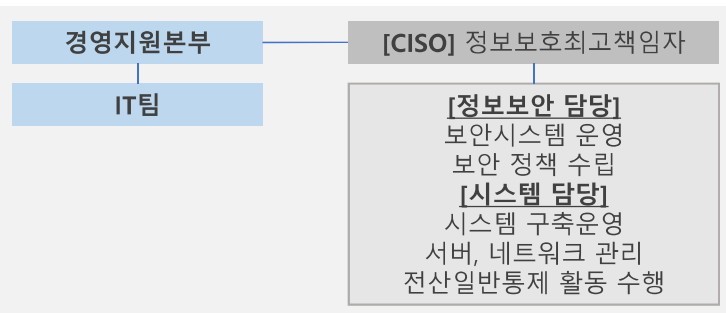 경영지원본부
[CISO] 정보보호최고책임자
IT팀
[정보보안 담당]
보안시스템 운영
보안 정책 수립
[시스템 담당]
시스템 구축운영
서버, 네트워크 관리
전산일반통제 활동 수행